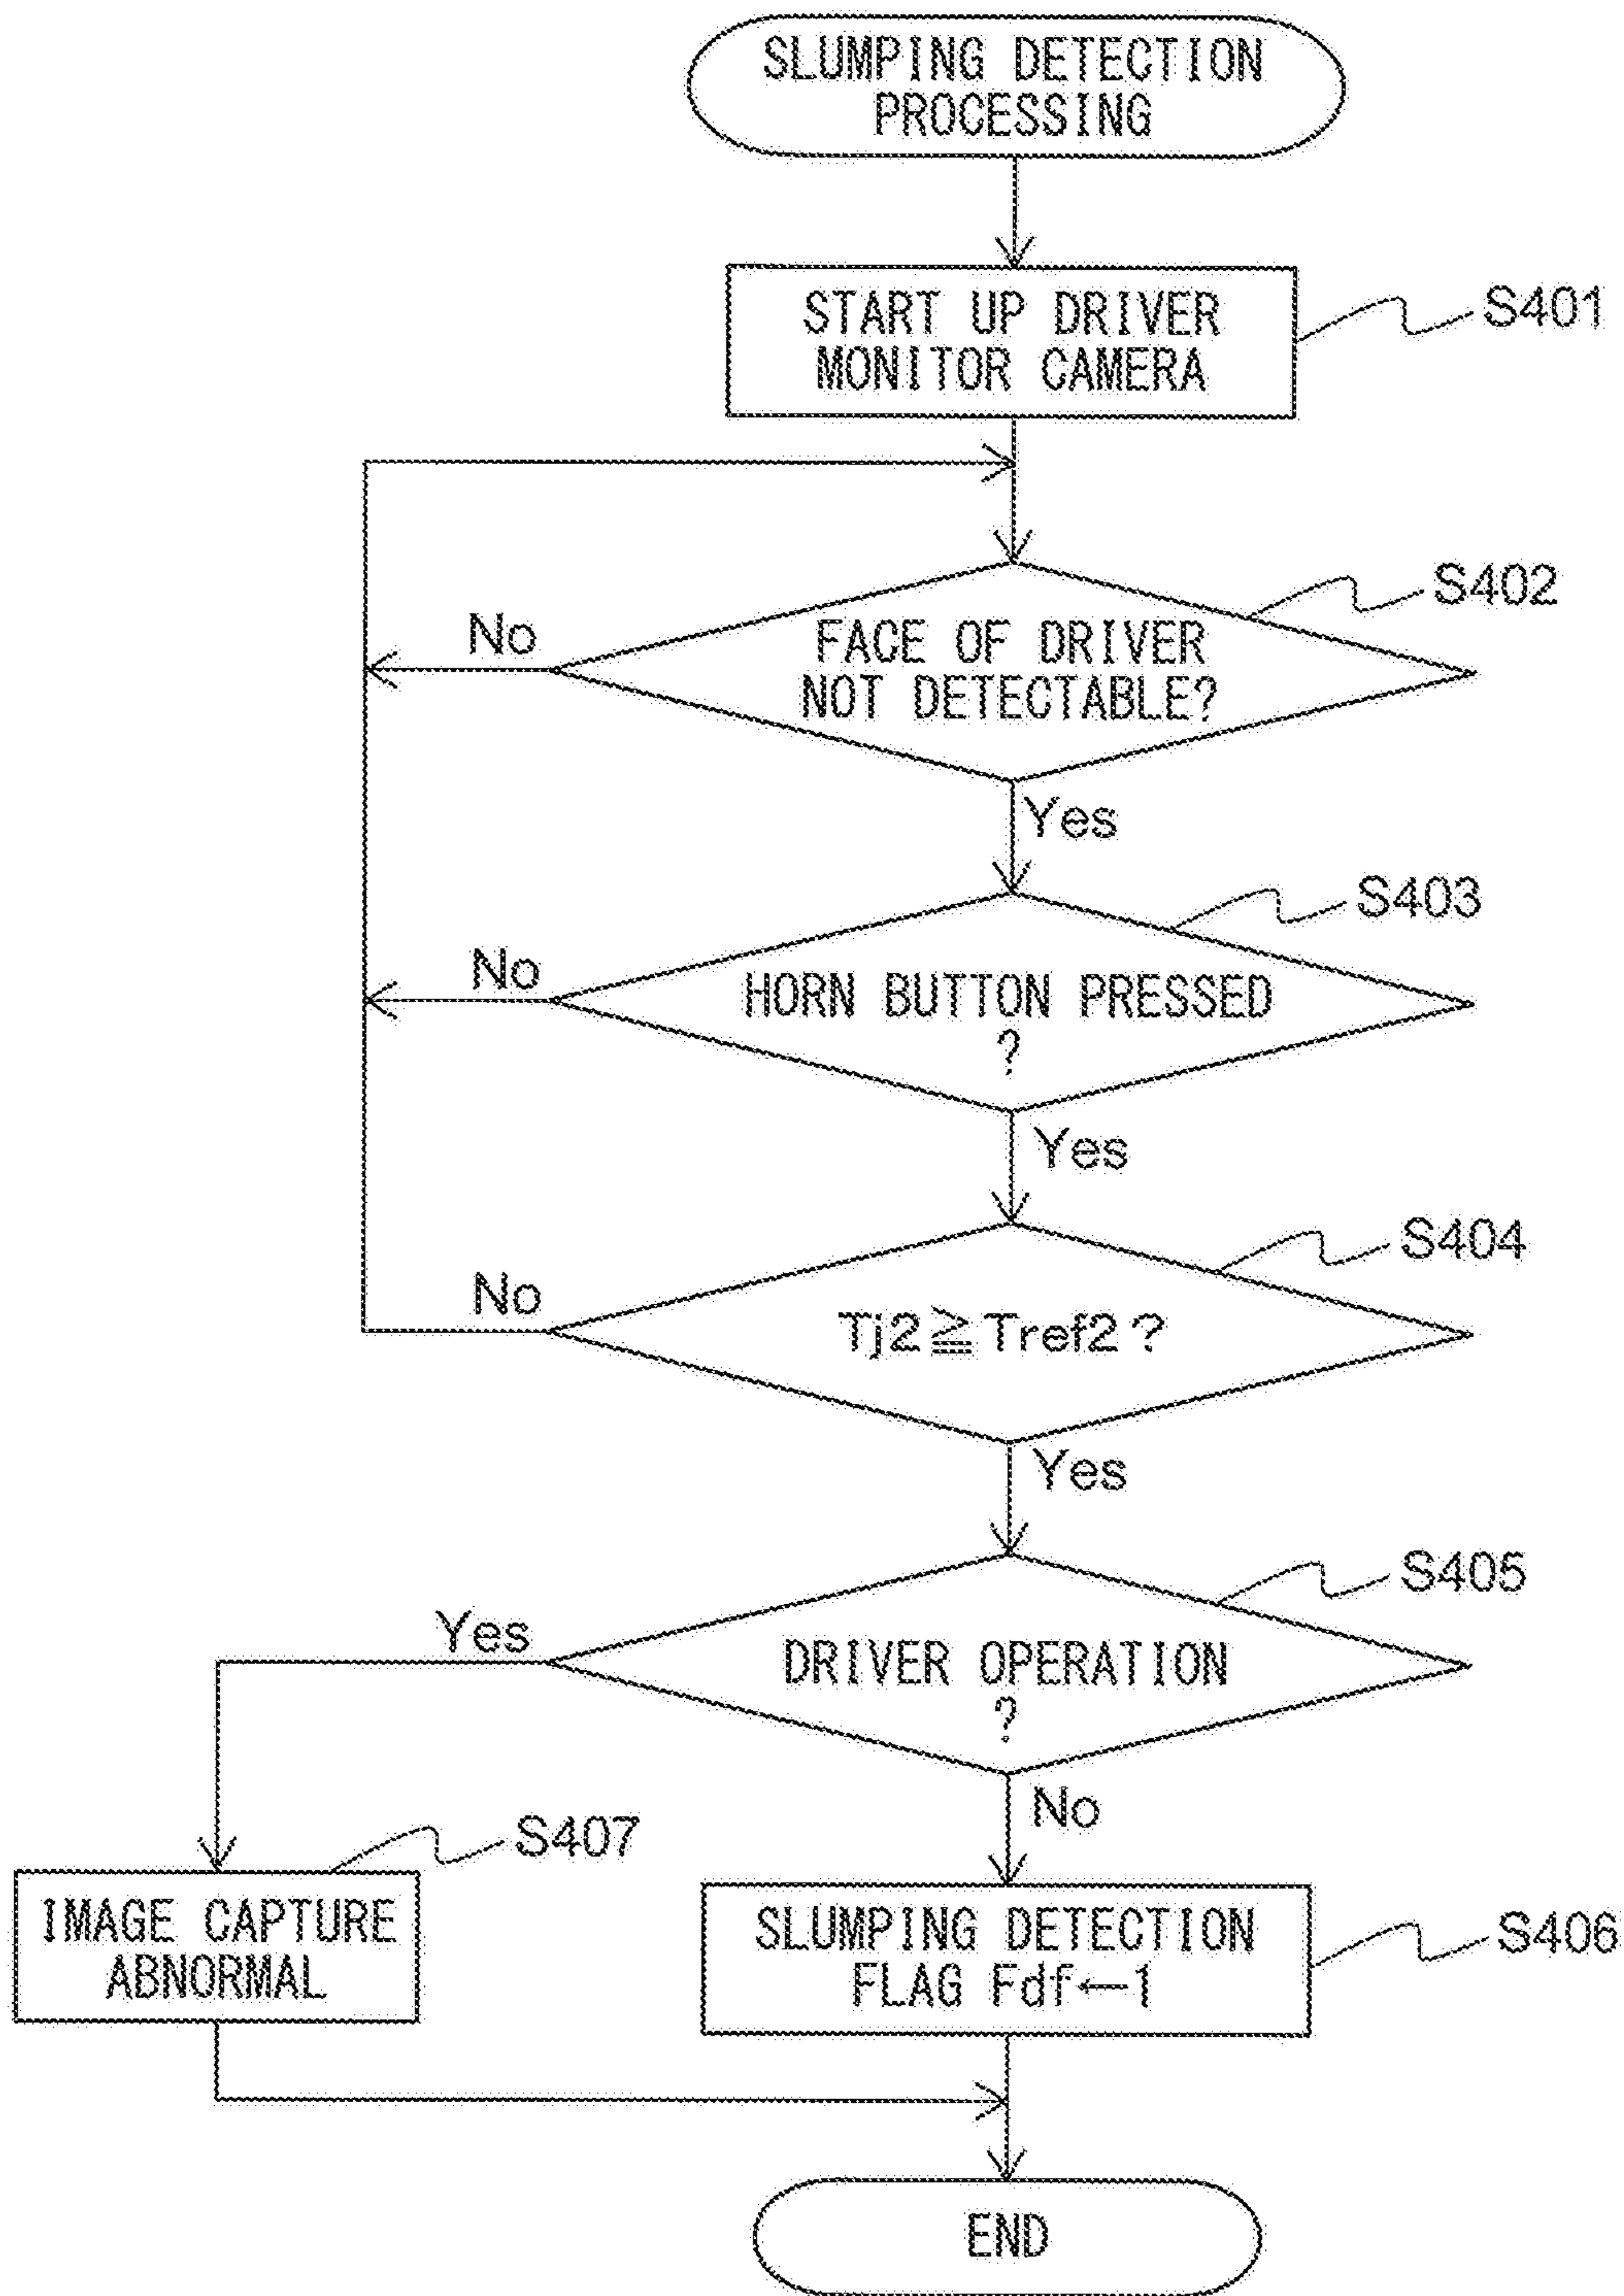 SLUMPING DETECTION
PROCESSING
START UP DRIVER
MONITOR CAMERA
S401
S402
No
FACE OF DRIVER
NOT DETECTABLE?
Yes
S403
No
HORN BUTTON PRESSED
?
Yes
S404
No
Tj2≧Tref2?
Yes
S405
Yes
DRIVER OPERATION
?
No
S407
IMAGE CAPTURE
ABNORMAL
SLUMPING DETECTION
FLAG Fdf←1
S406
END